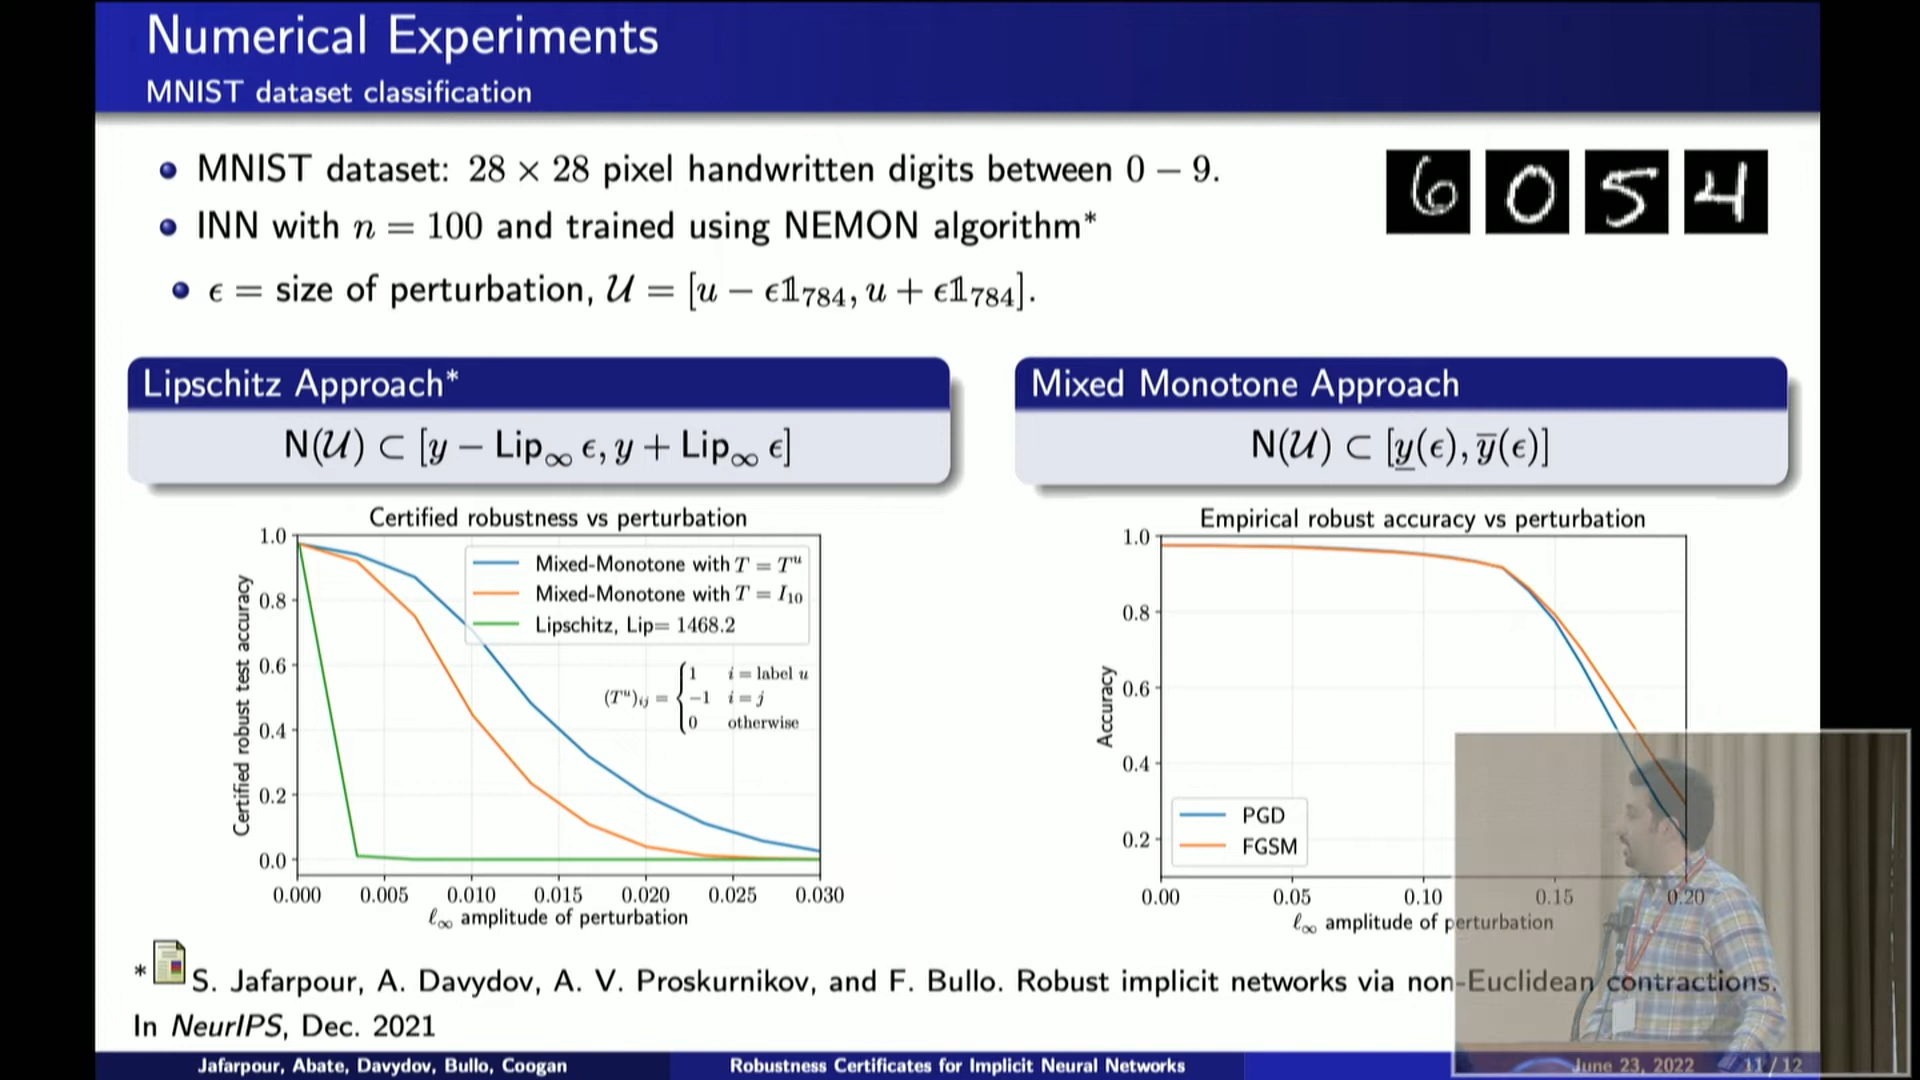 Numerical Experiments
MNIST dataset classification
MNIST dataset: 28 × 28 pixel handwritten digits between 0 − 9.
6 0 5 4
INN with n = 100 and trained using NEMON algorithm*
ϵ = size of perturbation, 𝒰 = [u − ϵ𝟙₇₈₄, u + ϵ𝟙₇₈₄].
Lipschitz Approach*
N(𝒰) ⊂ [y − Lip∞ ϵ, y + Lip∞ ϵ]
Mixed Monotone Approach
N(𝒰) ⊂ [y̲(ϵ), y̅(ϵ)]
Certified robustness vs perturbation
Certified robust test accuracy
1.0
0.8
0.6
0.4
0.2
0.0
Mixed-Monotone with T = Tᵘ
Mixed-Monotone with T = I₁₀
Lipschitz, Lip= 1468.2
(Tᵘ)ᵢⱼ = {
1 i = label u
−1 i = j
0 otherwise
0.000 0.005 0.010 0.015 0.020 0.025 0.030
ℓ∞ amplitude of perturbation
Empirical robust accuracy vs perturbation
Accuracy
1.0
0.8
0.6
0.4
0.2
PGD
FGSM
0.00 0.05 0.10 0.15 0.20
ℓ∞ amplitude of perturbation
* S. Jafarpour, A. Davydov, A. V. Proskurnikov, and F. Bullo. Robust implicit networks via non-Euclidean contractions.
In NeurIPS, Dec. 2021
Jafarpour, Abate, Davydov, Bullo, Coogan
Robustness Certificates for Implicit Neural Networks
June 23, 2022
11 / 12